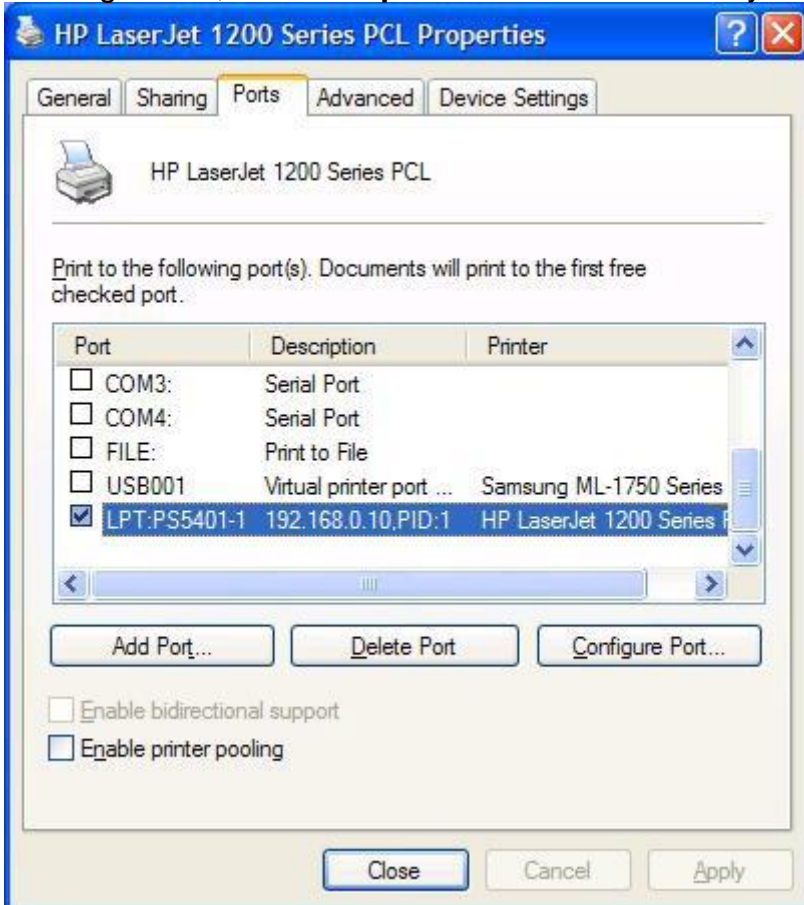 HP LaserJet 1200 Series PCL Properties
General Sharing Ports Advanced Device Settings
HP LaserJet 1200 Series PCL
Print to the following port(s). Documents will print to the first free
checked port.
Port Description Printer
COM3: Serial Port
COM4: Serial Port
FILE: Print to File
USB001 Virtual printer port ... Samsung ML-1750 Series
LPT:PS5401-1 192.168.0.10,PID:1 HP LaserJet 1200 Series
Add Port... Delete Port Configure Port...
Enable bidirectional support
Enable printer pooling
Close Cancel Apply